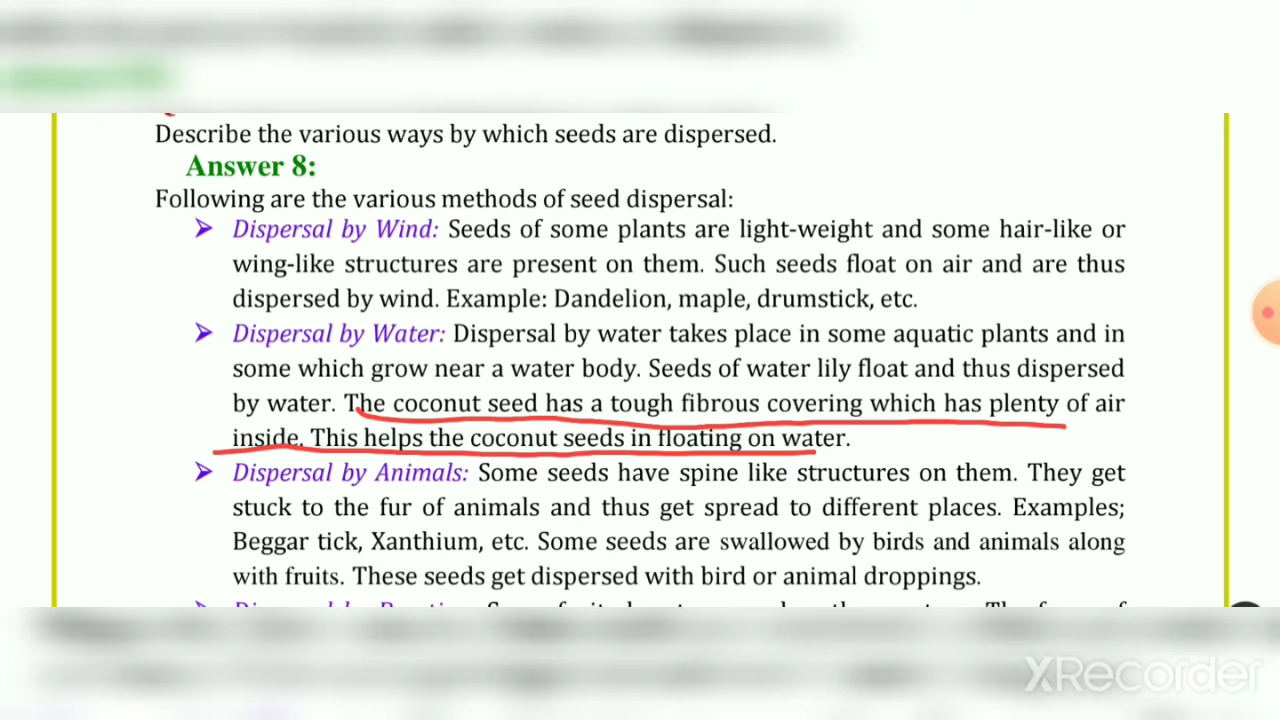 Describe the various ways by which seeds are dispersed.
Answer 8:
Following are the various methods of seed dispersal:
➢ Dispersal by Wind: Seeds of some plants are light-weight and some hair-like or
wing-like structures are present on them. Such seeds float on air and are thus
dispersed by wind. Example: Dandelion, maple, drumstick, etc.
➢ Dispersal by Water: Dispersal by water takes place in some aquatic plants and in
some which grow near a water body. Seeds of water lily float and thus dispersed
by water. The coconut seed has a tough fibrous covering which has plenty of air
inside. This helps the coconut seeds in floating on water.
➢ Dispersal by Animals: Some seeds have spine like structures on them. They get
stuck to the fur of animals and thus get spread to different places. Examples;
Beggar tick, Xanthium, etc. Some seeds are swallowed by birds and animals along
with fruits. These seeds get dispersed with bird or animal droppings.
XRecorder